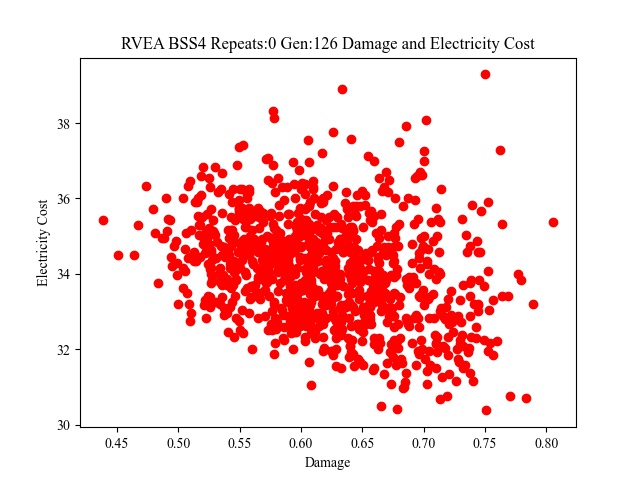 RVEA BSS4 Repeats:0 Gen:126 Damage and Electricity Cost
38
36
34
32
30
Electricity Cost
0.45 0.50 0.55 0.60 0.65 0.70 0.75 0.80
Damage